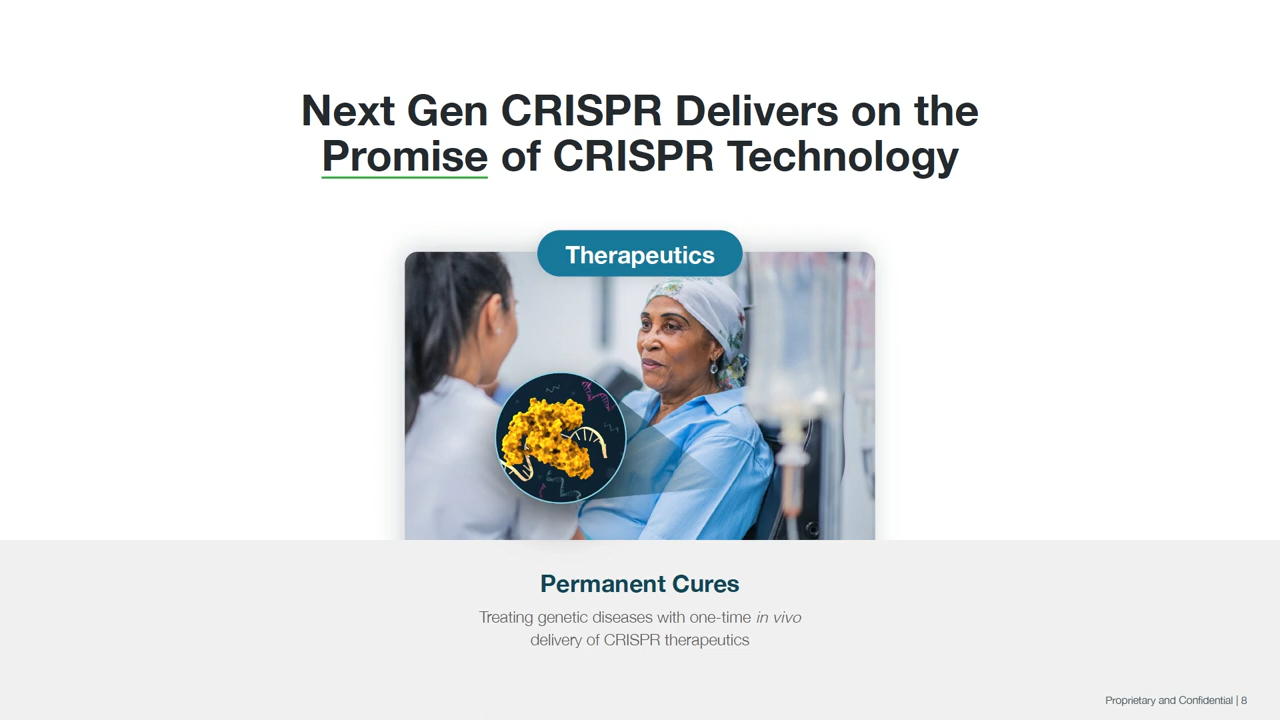 Next Gen CRISPR Delivers on the
Promise of CRISPR Technology
Therapeutics
Permanent Cures
Treating genetic diseases with one-time in vivo
delivery of CRISPR therapeutics
Proprietary and Confidential | 8